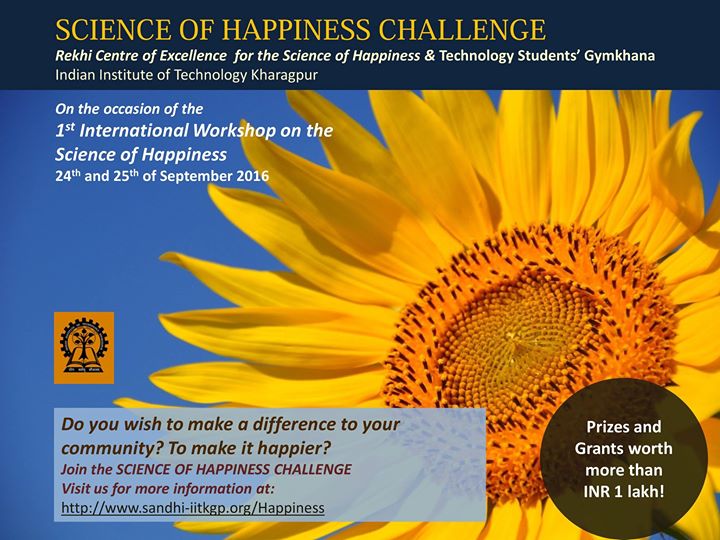 SCIENCE OF HAPPINESS CHALLENGE
Rekhi Centre of Excellence for the Science of Happiness & Technology Students' Gymkhana
Indian Institute of Technology Kharagpur
On the occasion of the
1st International Workshop on the
Science of Happiness
24th and 25th of September 2016
Do you wish to make a difference to your
community? To make it happier?
Join the SCIENCE OF HAPPINESS CHALLENGE
Visit us for more information at:
http://www.sandhi-iitkgp.org/Happiness
Prizes and
Grants worth
more than
INR 1 lakh!